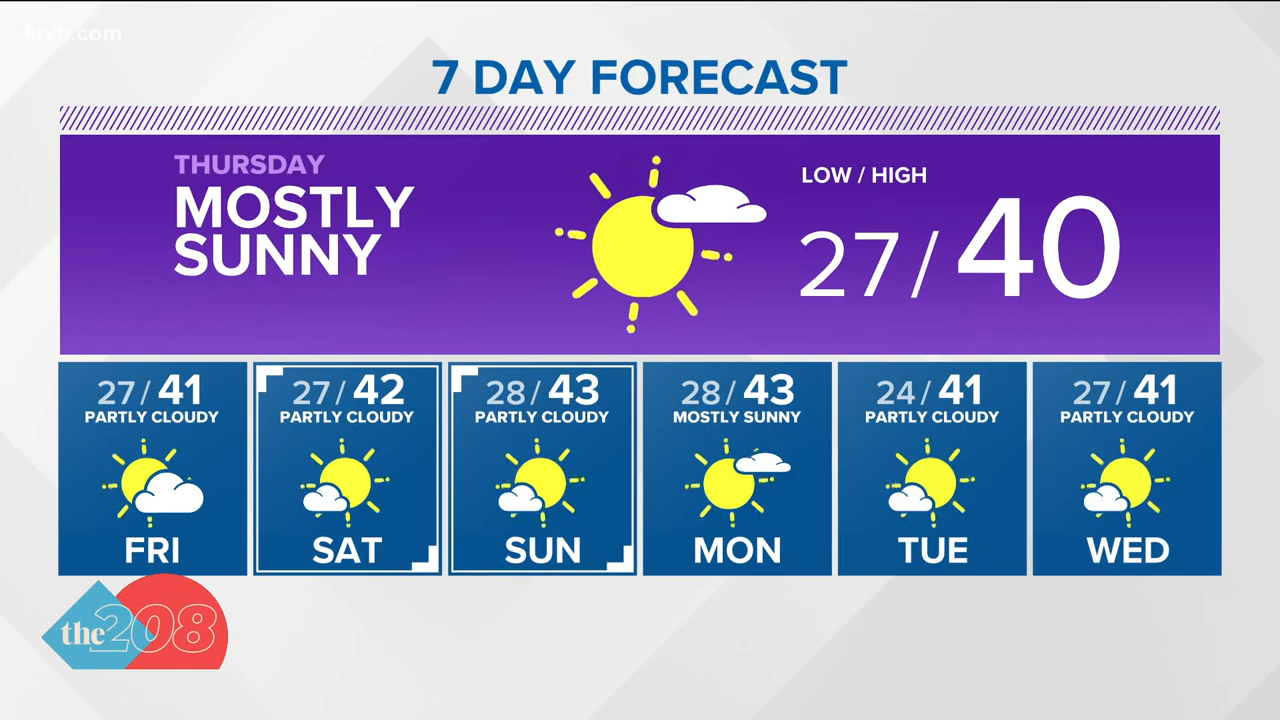 ktvb.com
7 DAY FORECAST
THURSDAY
MOSTLY
SUNNY
LOW / HIGH
27 / 40
27 / 41
PARTLY CLOUDY
FRI
27 / 42
PARTLY CLOUDY
SAT
28 / 43
PARTLY CLOUDY
SUN
28 / 43
MOSTLY SUNNY
MON
24 / 41
PARTLY CLOUDY
TUE
27 / 41
PARTLY CLOUDY
WED
the 208